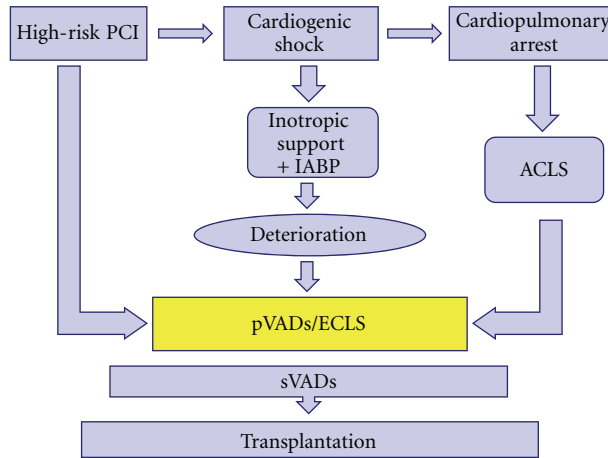 High-risk PCI
Cardiogenic
shock
Cardiopulmonary
arrest
Inotropic
support
+ IABP
ACLS
Deterioration
pVADs/ECLS
sVADs
Transplantation